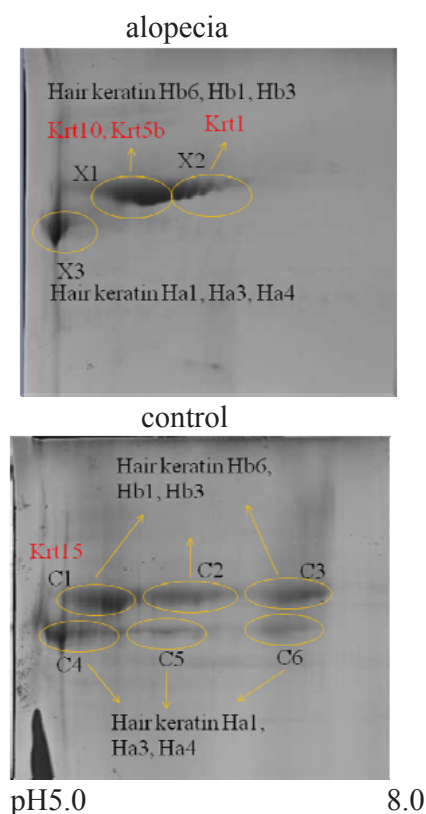 alopecia
Hair keratin Hb6, Hb1, Hb3
Krt10, Krt5b Krt1
X1 X2
X3
Hair keratin Ha1, Ha3, Ha4
control
Hair keratin Hb6,
Hb1, Hb3
Krt15
C1 C2 C3
C4 C5 C6
Hair keratin Ha1,
Ha3, Ha4
pH5.0 8.0